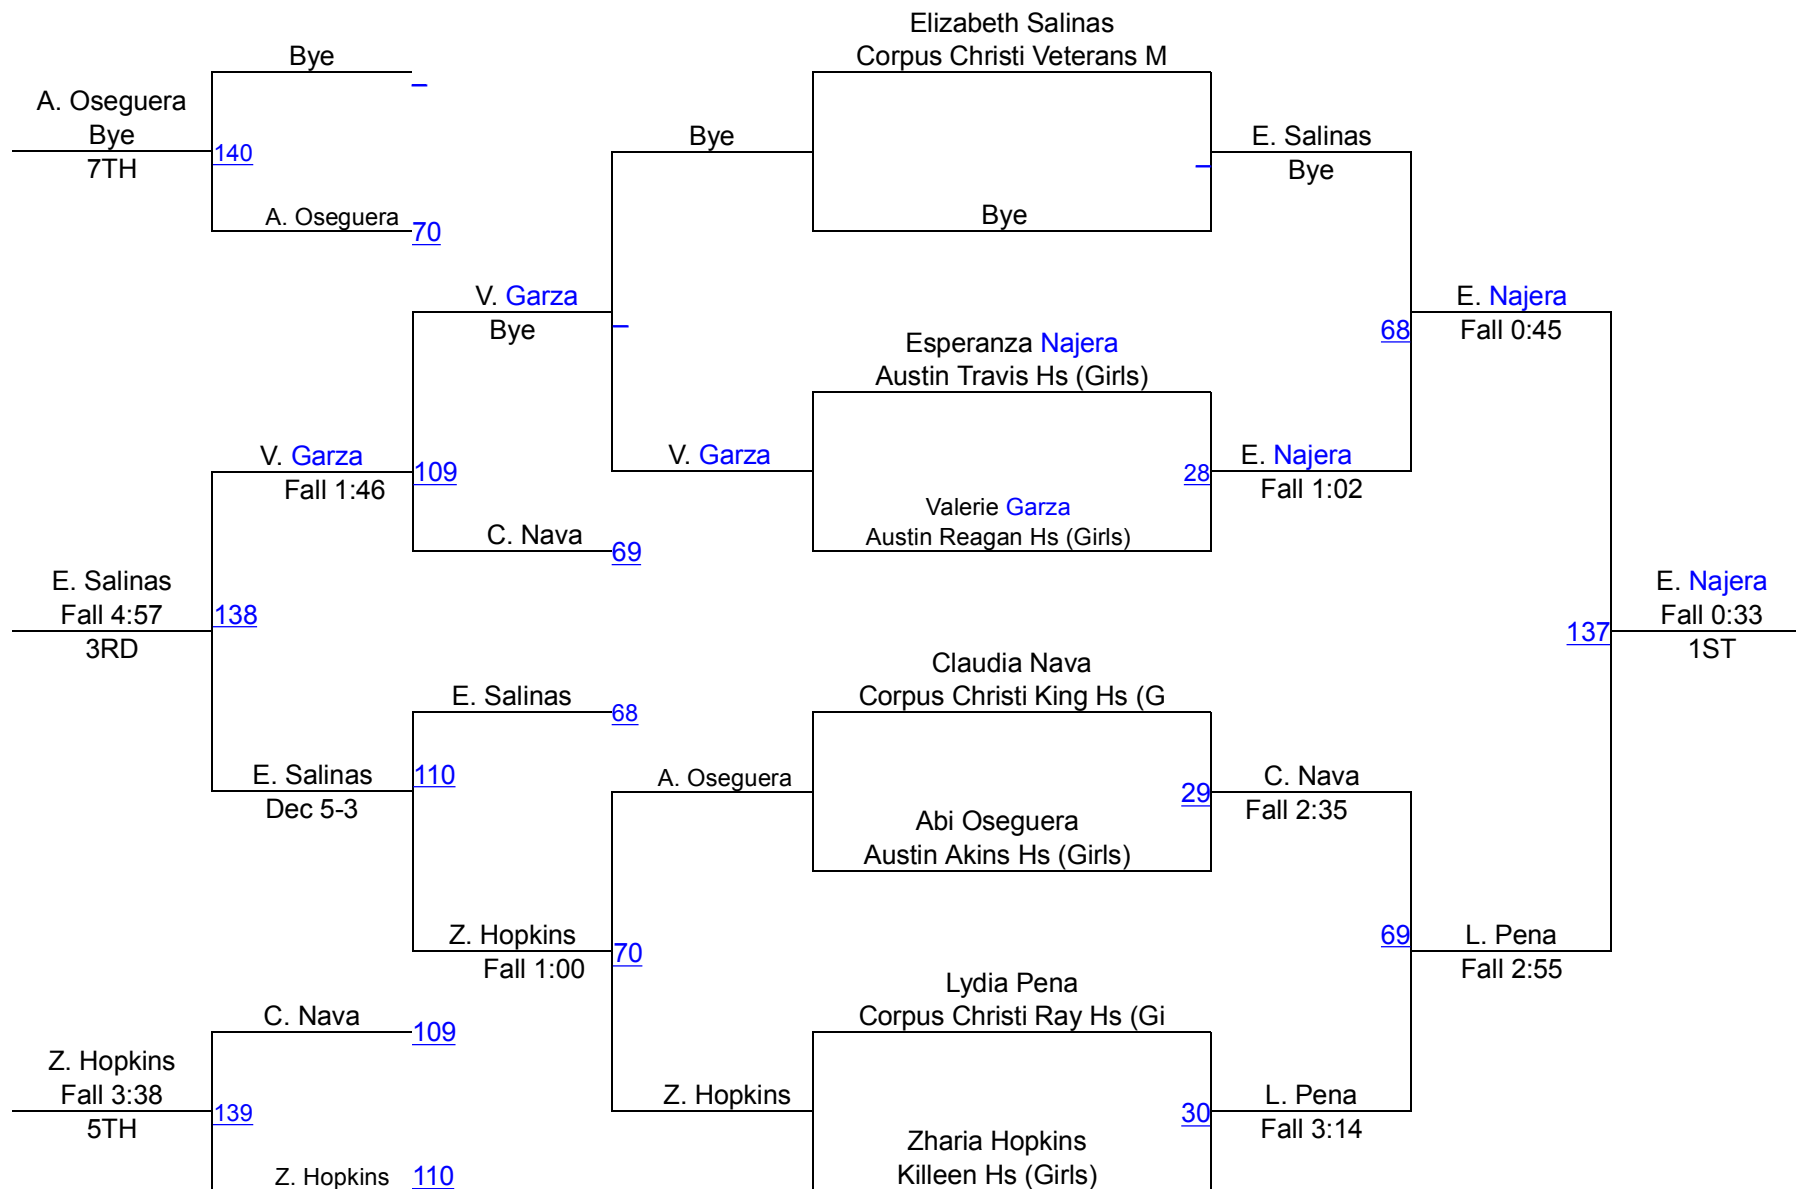 Elizabeth Salinas
Corpus Christi Veterans M
Bye
A. Oseguera
Bye
140
7TH
A. Oseguera 70
Bye
E. Salinas
Bye
Bye
V. Garza
Bye
Esperanza Najera
Austin Travis Hs (Girls)
68
E. Najera
Fall 0:45
V. Garza
Fall 1:46
109
V. Garza
Valerie Garza
Austin Reagan Hs (Girls)
28
E. Najera
Fall 1:02
C. Nava 69
E. Salinas
Fall 4:57
138
3RD
E. Najera
Fall 0:33
137
1ST
Claudia Nava
Corpus Christi King Hs (G
E. Salinas 68
E. Salinas
Dec 5-3
110
A. Oseguera
Abi Oseguera
Austin Akins Hs (Girls)
29
C. Nava
Fall 2:35
Z. Hopkins
Fall 1:00
70
69
L. Pena
Fall 2:55
Lydia Pena
Corpus Christi Ray Hs (Gi
C. Nava 109
Z. Hopkins
Fall 3:38
139
5TH
Z. Hopkins
30
L. Pena
Fall 3:14
Zharia Hopkins
Killeen Hs (Girls)
Z. Hopkins 110